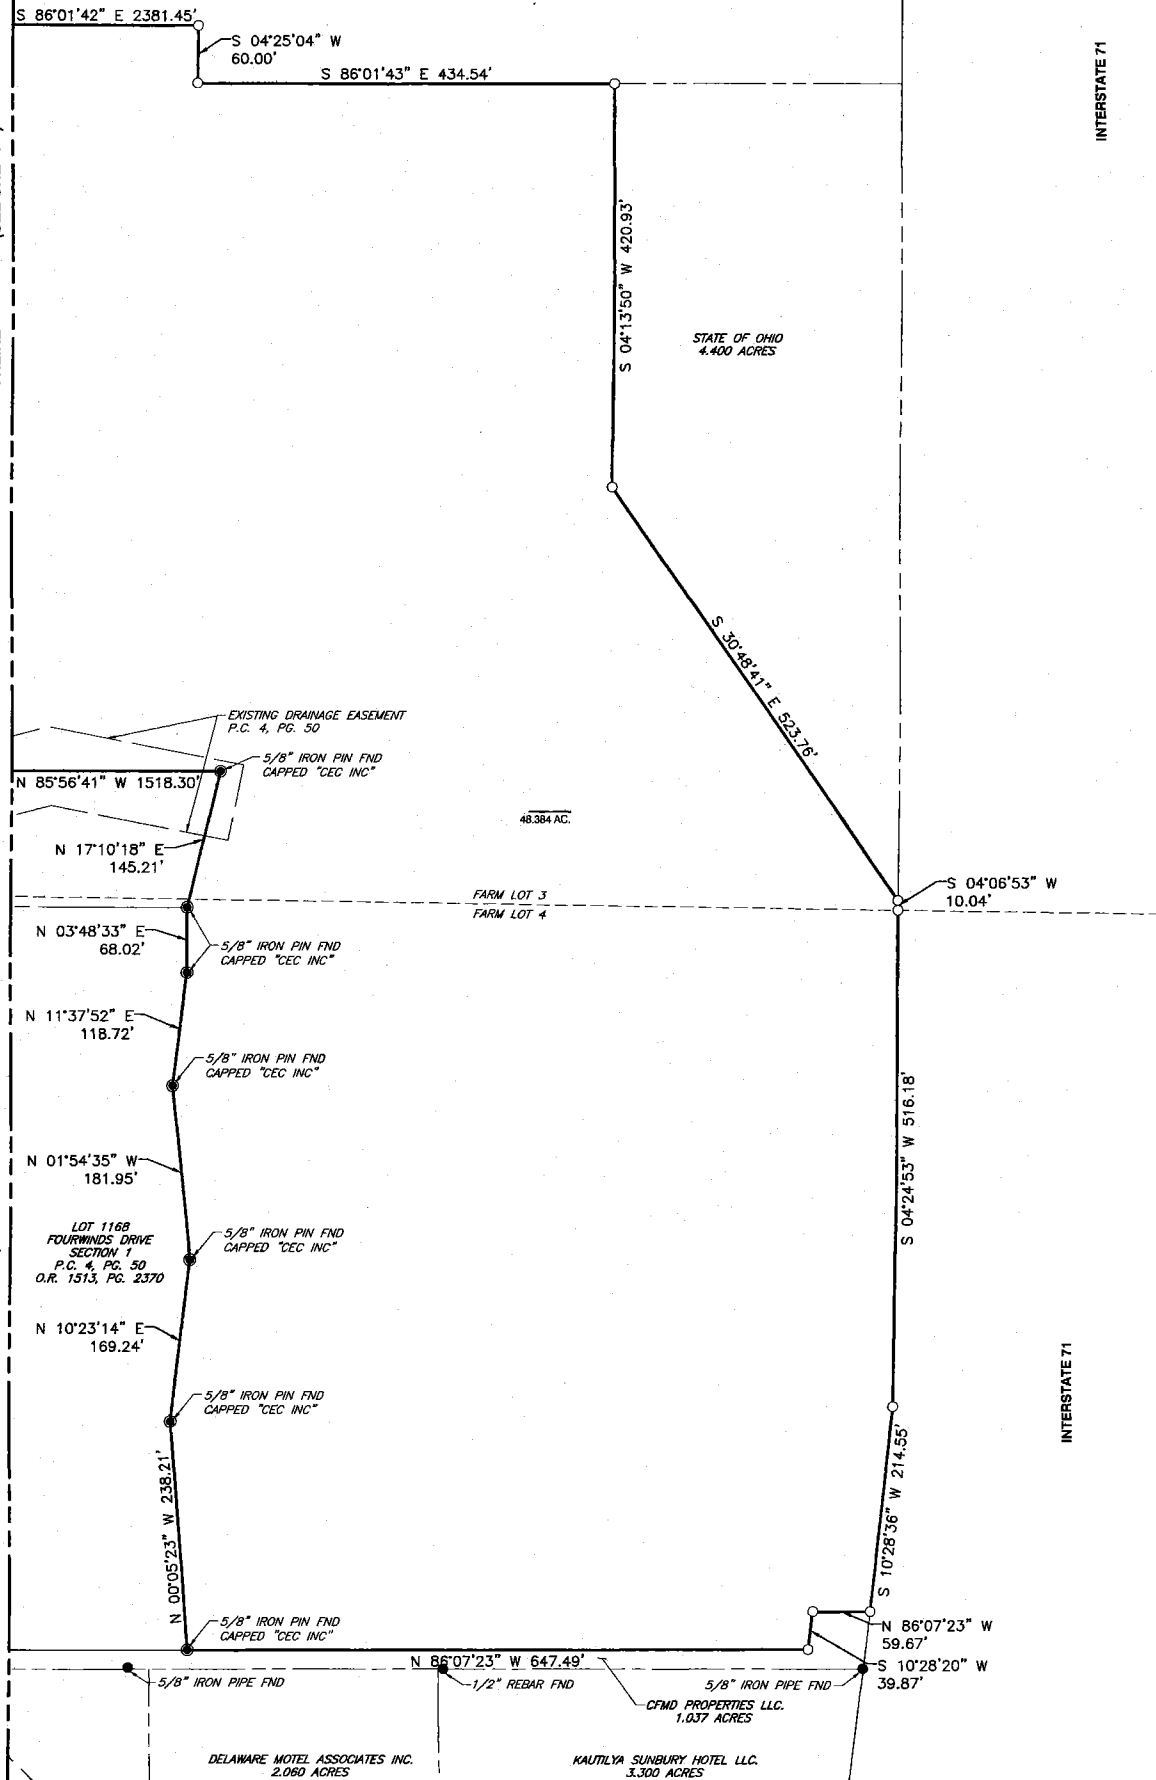 S 86°01'42" E 2381.45'
S 04°25'04" W
60.00'
S 86°01'43" E 434.54'
INTERSTATE 71
S 04°13'50" W 420.93'
STATE OF OHIO
4.400 ACRES
S 30°48'41" E 523.76'
EXISTING DRAINAGE EASEMENT
P.C. 4, PG. 50
5/8" IRON PIN FND
CAPPED "CEC INC"
N 85°56'41" W 1518.30'
48.384 AC.
N 17°10'18" E
145.21'
S 04°06'53" W
10.04'
FARM LOT 3
FARM LOT 4
N 03°48'33" E
68.02'
5/8" IRON PIN FND
CAPPED "CEC INC"
N 11°37'52" E
118.72'
5/8" IRON PIN FND
CAPPED "CEC INC"
S 04°24'53" W 516.18'
N 01°54'35" W
181.95'
LOT 1168
FOURWINDS DRIVE
SECTION 1
P.C. 4, PG. 50
O.R. 1513, PG. 2370
5/8" IRON PIN FND
CAPPED "CEC INC"
N 10°23'14" E
169.24'
INTERSTATE 71
5/8" IRON PIN FND
CAPPED "CEC INC"
N 00°05'23" W 238.21'
S 10°28'36" W 214.55'
5/8" IRON PIN FND
CAPPED "CEC INC"
N 86°07'23" W
59.67'
N 86°07'23" W 647.49'
S 10°28'20" W
39.87'
5/8" IRON PIPE FND
1/2" REBAR FND
5/8" IRON PIPE FND
CFMD PROPERTIES LLC.
1.037 ACRES
DELAWARE MOTEL ASSOCIATES INC.
2.060 ACRES
KAUTILYA SUNBURY HOTEL LLC.
3.300 ACRES